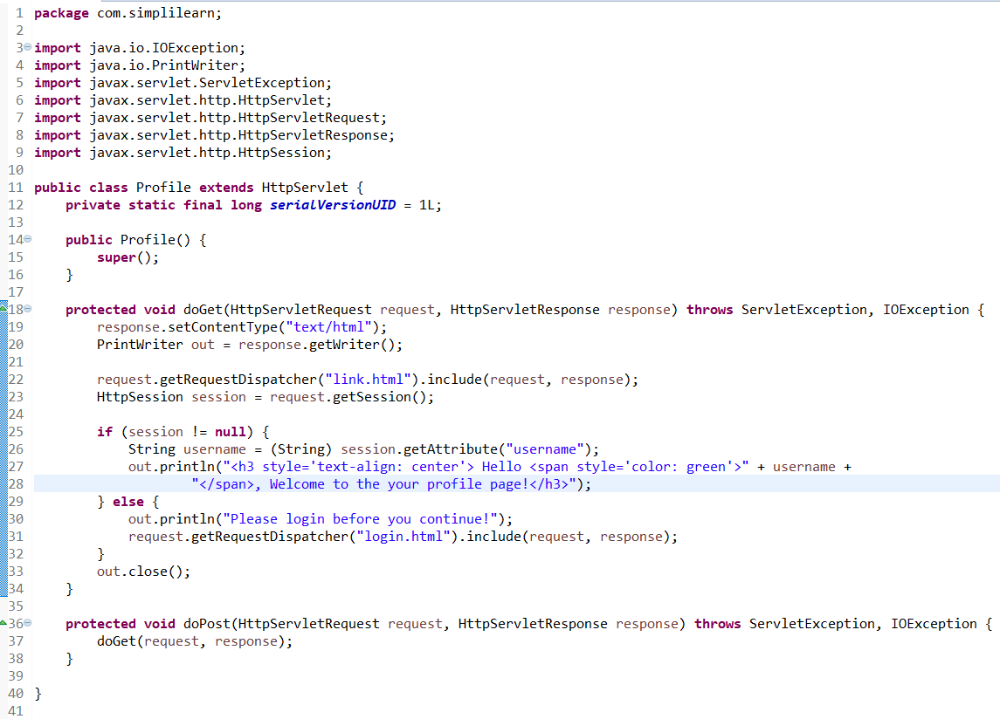 1 package com.simplilearn;
2
3 import java.io.IOException;
4 import java.io.PrintWriter;
5 import javax.servlet.ServletException;
6 import javax.servlet.http.HttpServlet;
7 import javax.servlet.http.HttpServletRequest;
8 import javax.servlet.http.HttpServletResponse;
9 import javax.servlet.http.HttpSession;
10
11 public class Profile extends HttpServlet {
12     private static final long serialVersionUID = 1L;
13
14     public Profile() {
15         super();
16     }
17
18     protected void doGet(HttpServletRequest request, HttpServletResponse response) throws ServletException, IOException {
19         response.setContentType("text/html");
20         PrintWriter out = response.getWriter();
21
22         request.getRequestDispatcher("link.html").include(request, response);
23         HttpSession session = request.getSession();
24
25         if (session != null) {
26             String username = (String) session.getAttribute("username");
27             out.println("<h3 style='text-align: center'> Hello <span style='color: green'>" + username +
28                     "</span>, Welcome to the your profile page!</h3>");
29         } else {
30             out.println("Please login before you continue!");
31             request.getRequestDispatcher("login.html").include(request, response);
32         }
33         out.close();
34     }
35
36     protected void doPost(HttpServletRequest request, HttpServletResponse response) throws ServletException, IOException {
37         doGet(request, response);
38     }
39
40 }
41